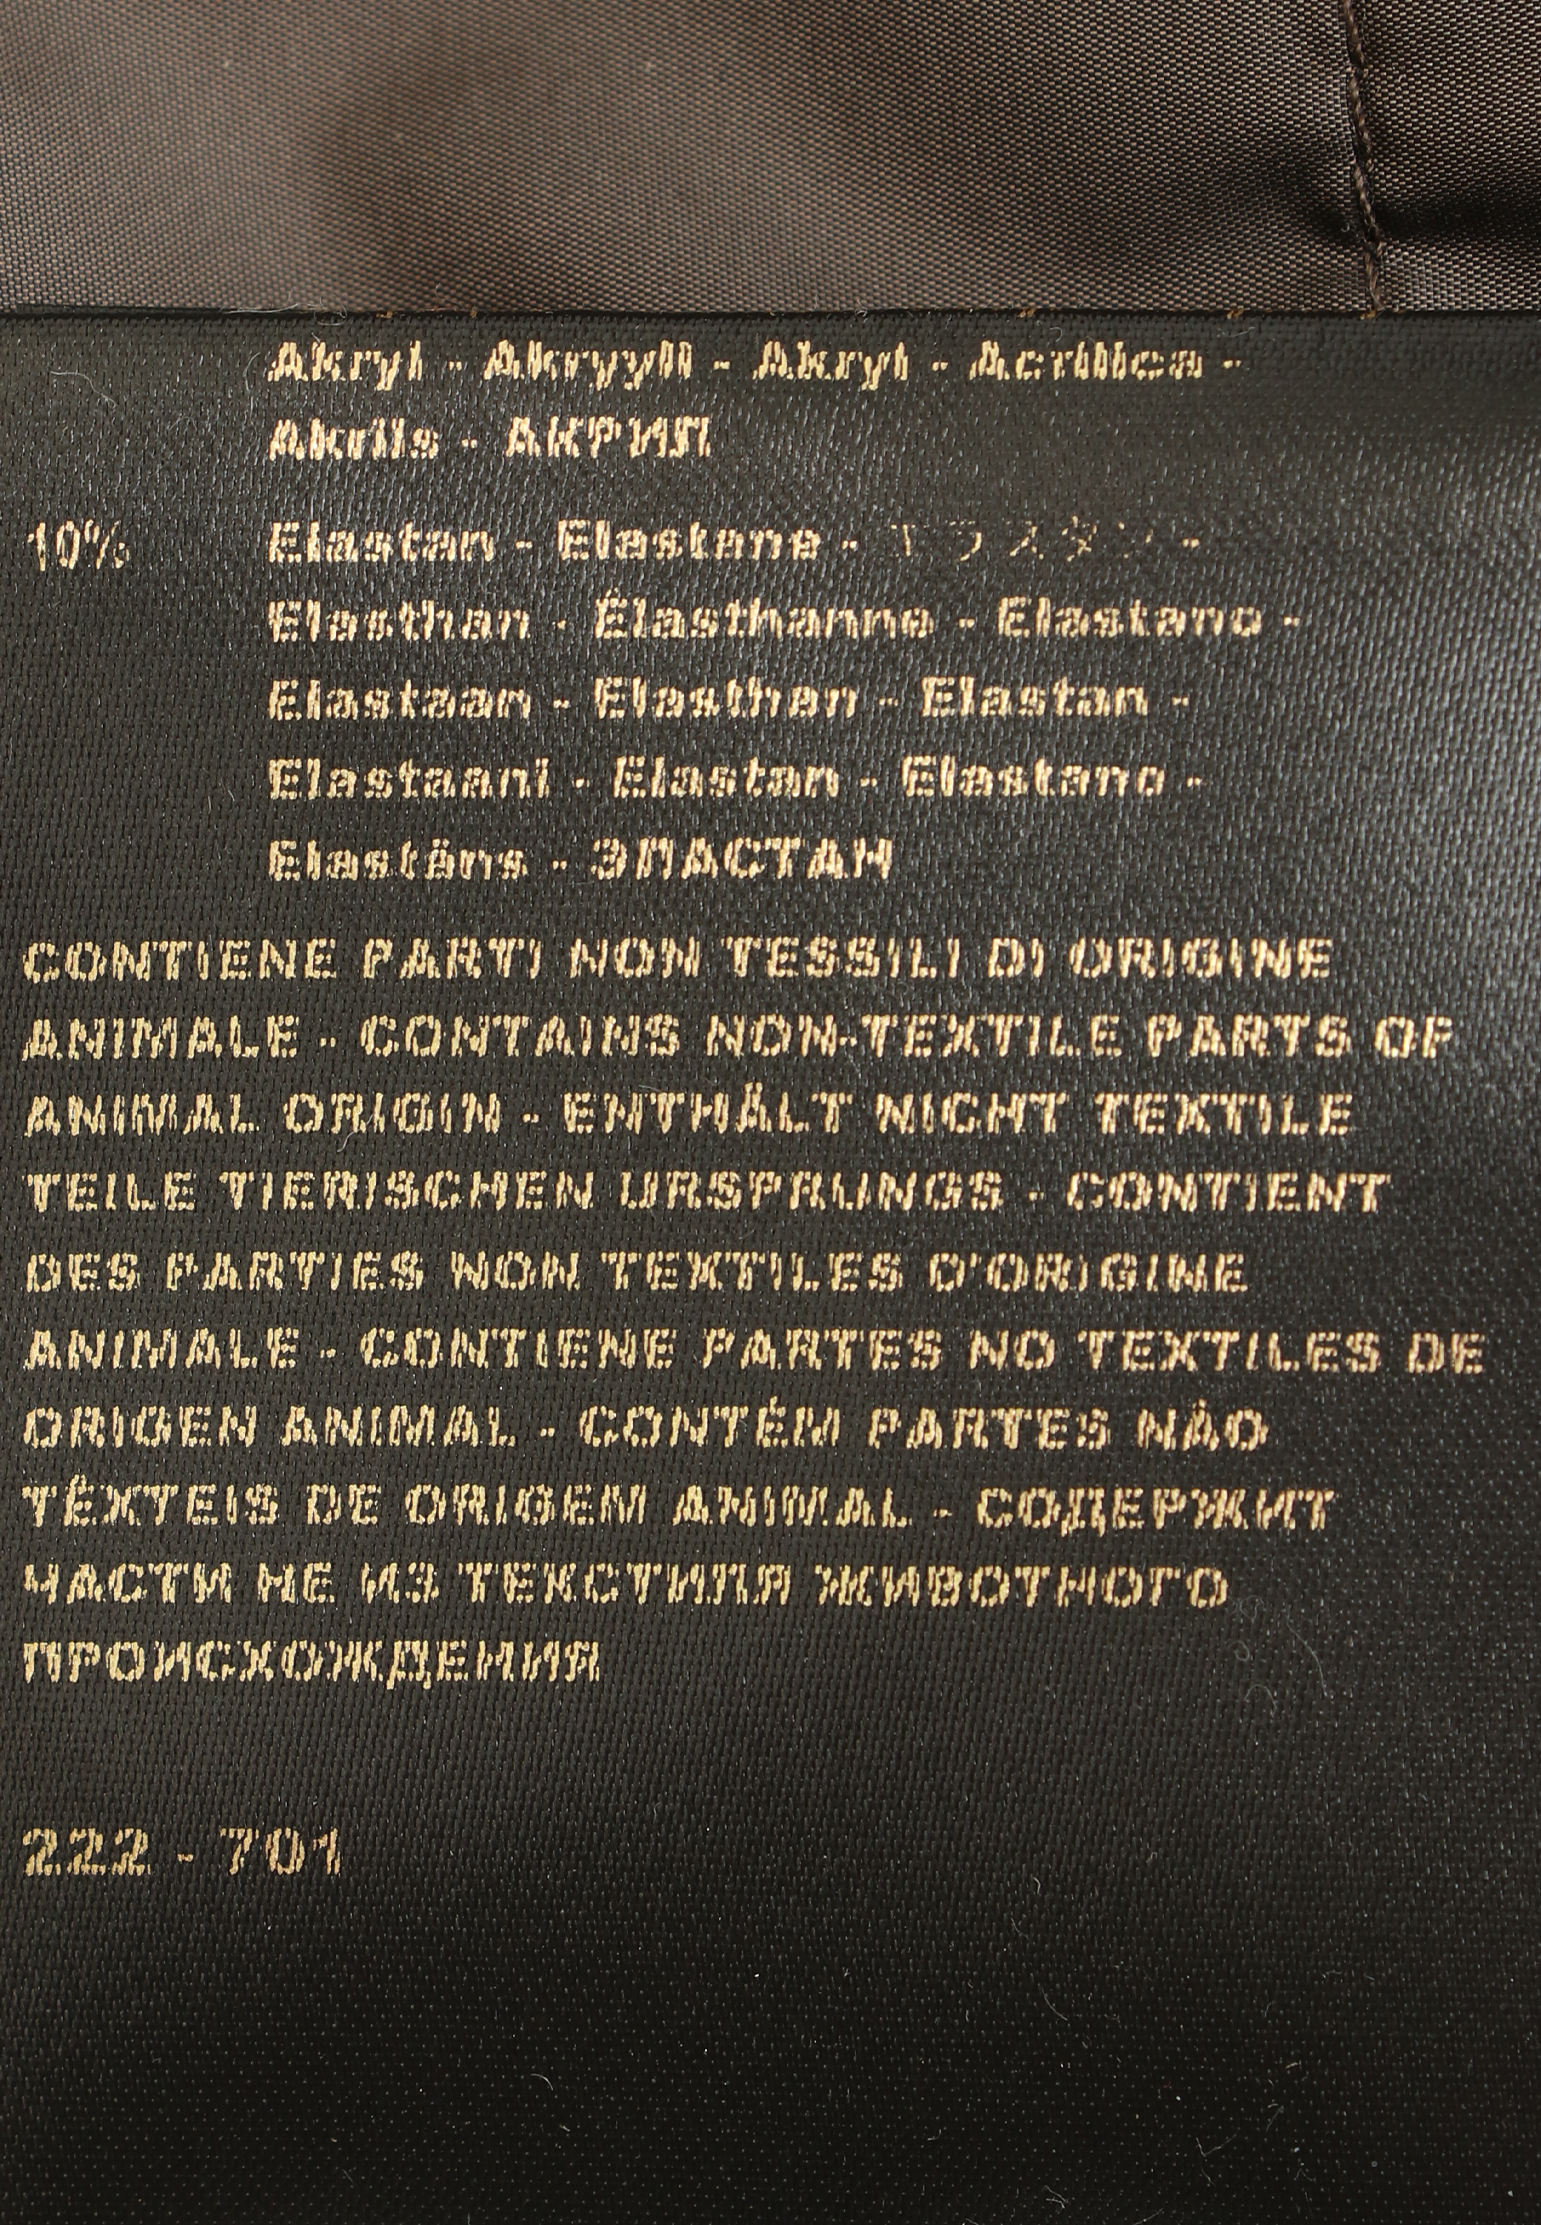 Akryl - Akryyli - Akryl - Acrílica -
Akrils - АКРИЛ
10% Elastan - Elastane - エラスタン -
Elasthan - Élasthanne - Elastano -
Elastaan - Elasthan - Elastan -
Elastaani - Elastan - Elastano -
Elastāns - ЭЛАСТАН
CONTIENE PARTI NON TESSILI DI ORIGINE
ANIMALE - CONTAINS NON-TEXTILE PARTS OF
ANIMAL ORIGIN - ENTHÄLT NICHT TEXTILE
TEILE TIERISCHEN URSPRUNGS - CONTIENT
DES PARTIES NON TEXTILES D'ORIGINE
ANIMALE - CONTIENE PARTES NO TEXTILES DE
ORIGEN ANIMAL - CONTÉM PARTES NÃO
TÊXTEIS DE ORIGEM ANIMAL - СОДЕРЖИТ
ЧАСТИ НЕ ИЗ ТЕКСТИЛЯ ЖИВОТНОГО
ПРОИСХОЖДЕНИЯ
222 - 701